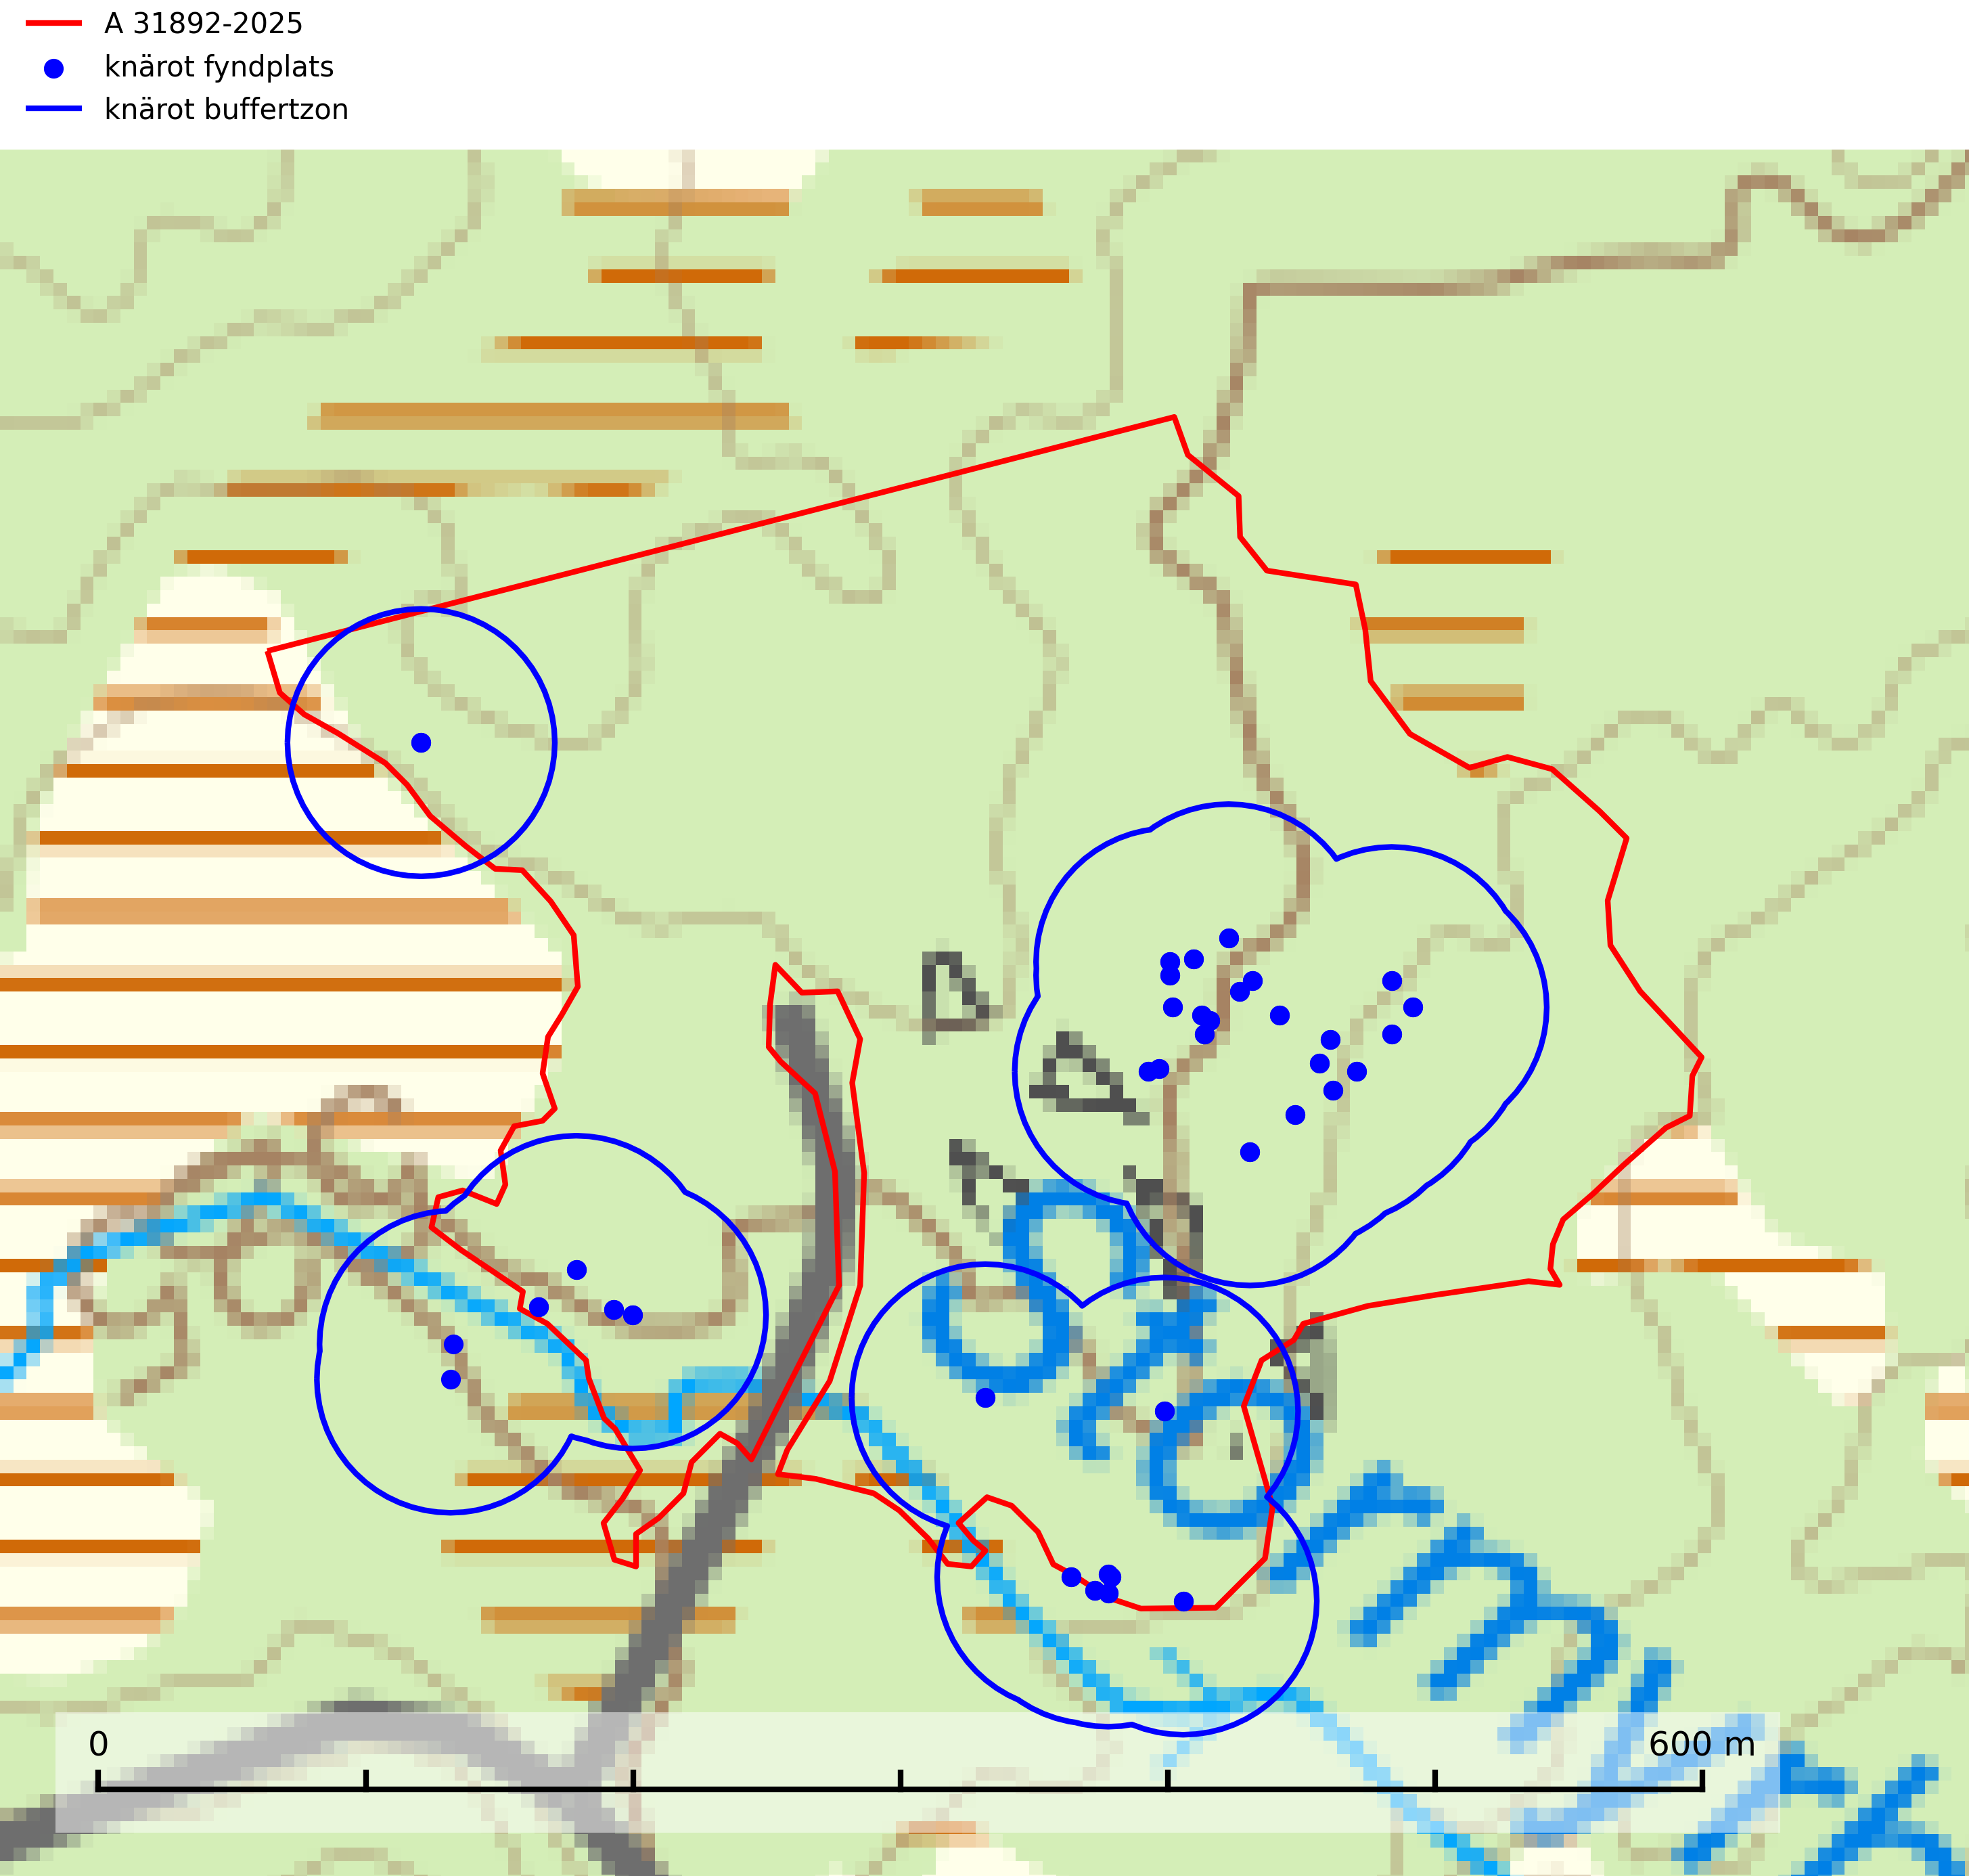 A 31892-2025
knärot fyndplats
knärot buffertzon
0
600 m